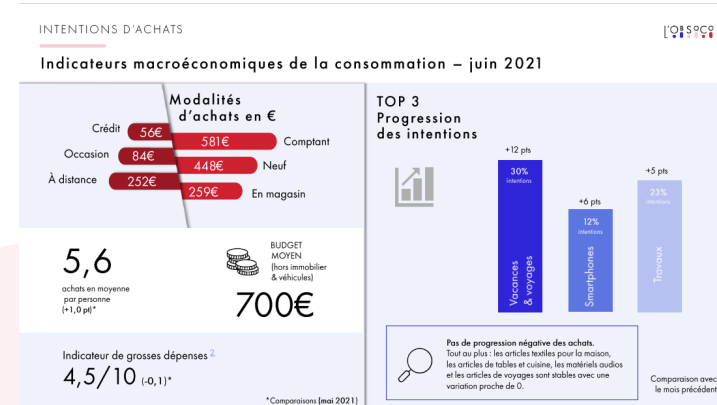 INTENTIONS D'ACHATS
L'OBSOCO
Indicateurs macroéconomiques de la consommation – juin 2021
Modalités
d'achats en €
Crédit
56€
581€
Comptant
Occasion
84€
448€
Neuf
À distance
252€
259€
En magasin
5,6
achats en moyenne
par personne
(+1,0 pt)*
BUDGET
MOYEN
(hors immobilier
& véhicules)
700€
Indicateur de grosses dépenses 2
4,5/10 (-0,1)*
*Comparaisons (mai 2021)
TOP 3
Progression
des intentions
+12 pts
30%
intentions
Vacances
& voyages
+6 pts
12%
intentions
Smartphones
+5 pts
23%
intentions
Travaux
Pas de progression négative des achats.
Tout au plus : les articles textiles pour la maison,
les articles de tables et cuisine, les matériels audios
et les articles de voyages sont stables avec une
variation proche de 0.
Comparaison avec
le mois précédent